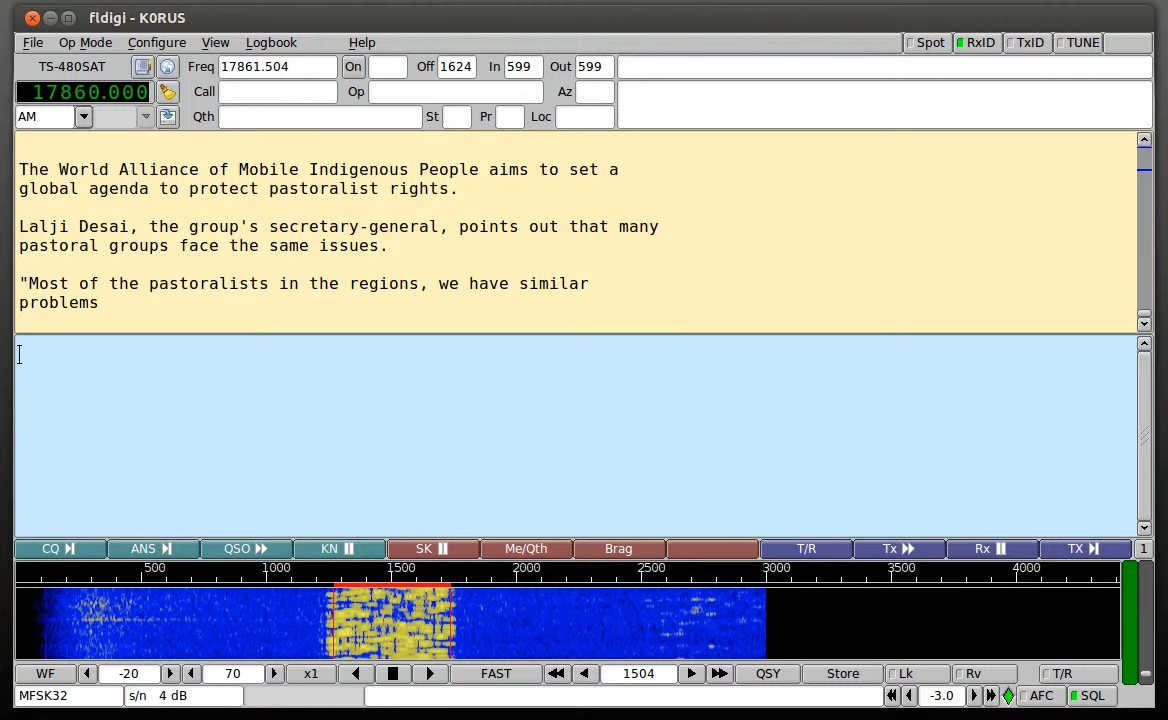 fldigi - K0RUS
File Op Mode Configure View Logbook Help Spot RxID TxID TUNE
TS-480SAT Freq 17861.504 On Off 1624 In 599 Out 599
17860.000 Call Op Az
AM Qth St Pr Loc
The World Alliance of Mobile Indigenous People aims to set a
global agenda to protect pastoralist rights.
Lalji Desai, the group's secretary-general, points out that many
pastoral groups face the same issues.
"Most of the pastoralists in the regions, we have similar
problems
CQ ANS QSO KN SK Me/Qth Brag T/R Tx Rx TX 1
500 1000 1500 2000 2500 3000 3500 4000
WF -20 70 x1 FAST 1504 QSY Store Lk Rv T/R
MFSK32 s/n 4 dB -3.0 AFC SQL